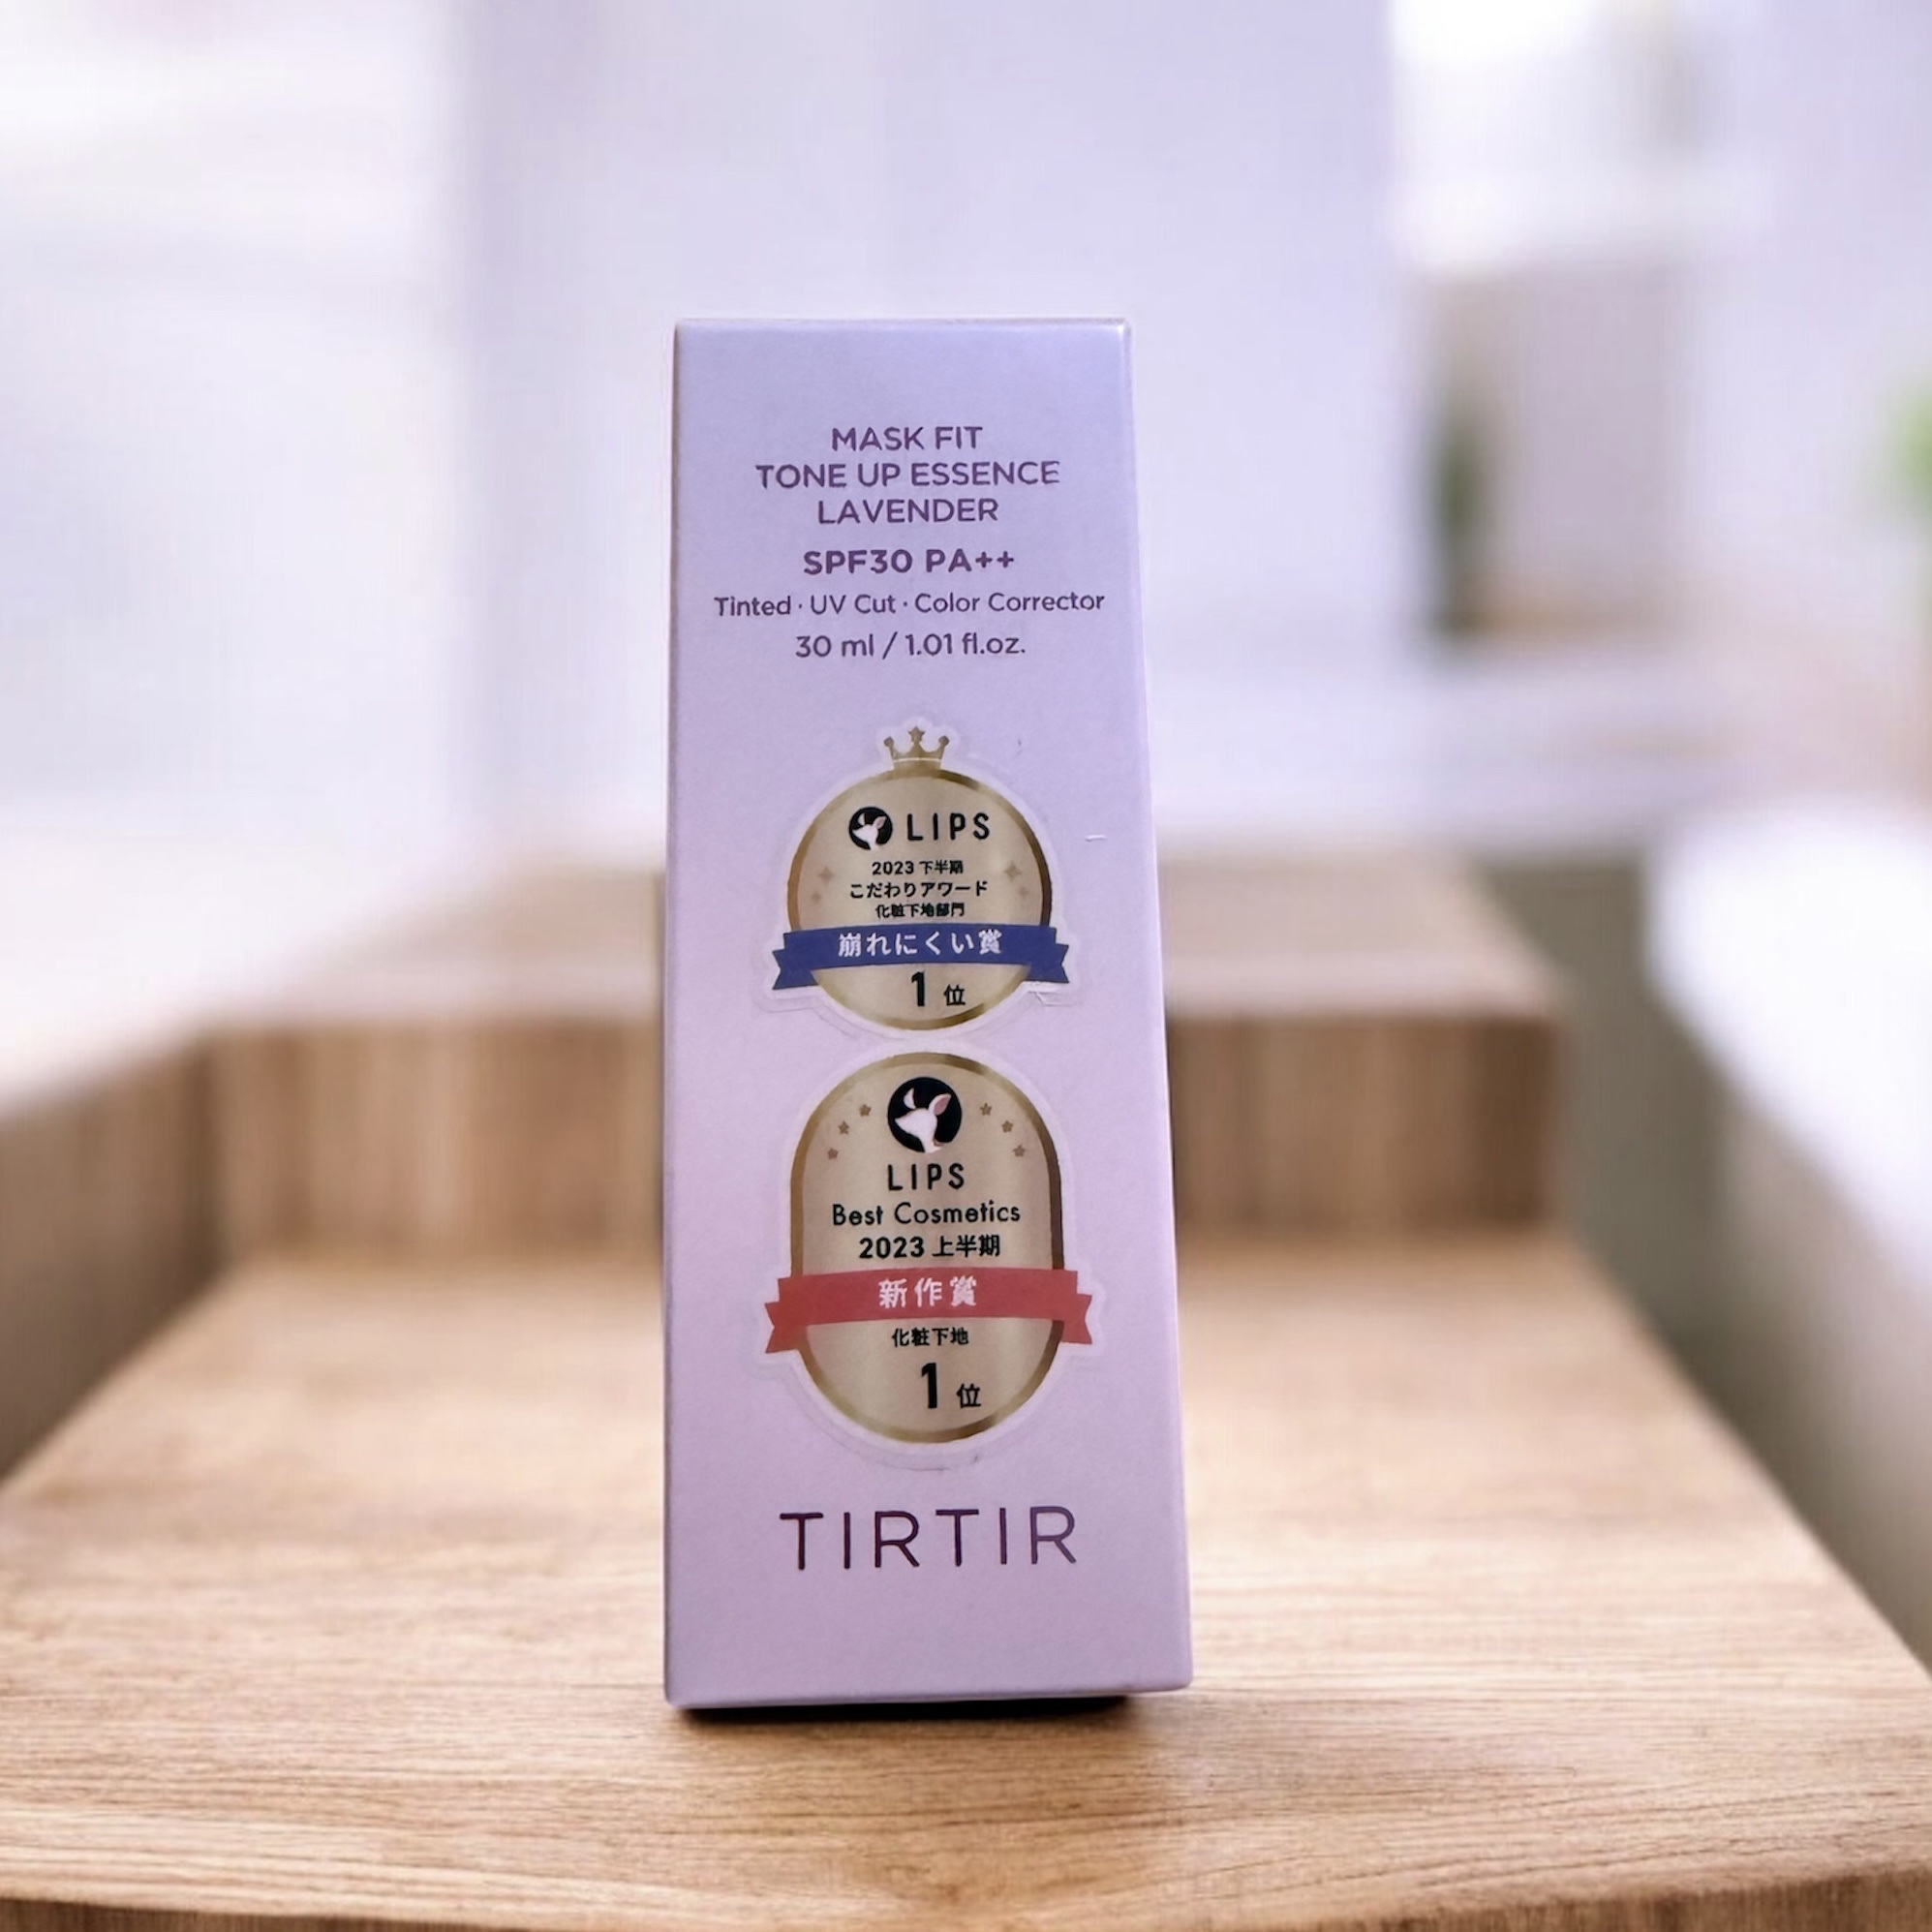 MASK FIT
TONE UP ESSENCE
LAVENDER
SPF30 PA++
Tinted · UV Cut · Color Corrector
30 ml / 1.01 fl.oz.
LIPS
2023 下半期
こだわりアワード
化粧下地部門
崩れにくい賞
1 位
LIPS
Best Cosmetics
2023 上半期
新作賞
化粧下地
1 位
TIRTIR